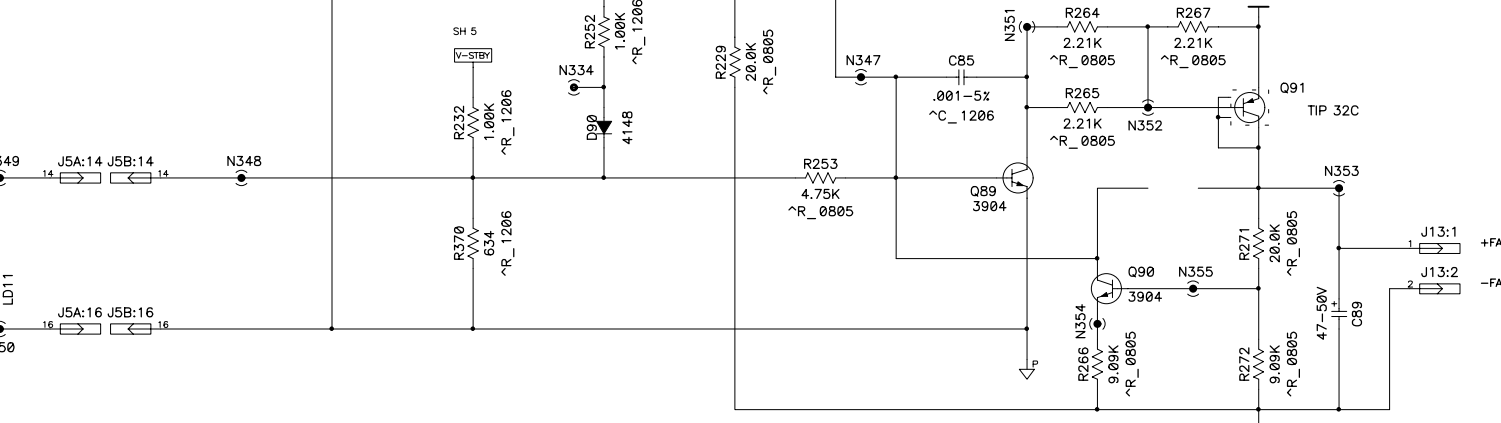 R252
1.00K
^R_1206
N351
R264
2.21K
^R_0805
R267
2.21K
^R_0805
SH 5
V-STBY
R229
20.0K
^R_0805
N334
N347
C85
.001-5%
^C_1206
Q91
TIP 32C
R265
2.21K
^R_0805
N352
R232
1.00K
^R_1206
D90
4148
349
J5A:14
J5B:14
14
14
N348
R253
4.75K
^R_0805
Q89
3904
N353
R370
634
^R_1206
R271
20.0K
^R_0805
J13:1
1
+FA
Q90
3904
N355
J13:2
2
-FA
LD11
J5A:16
J5B:16
16
16
50
N354
47-50V
+
C89
P
R266
9.09K
^R_0805
R272
9.09K
^R_0805